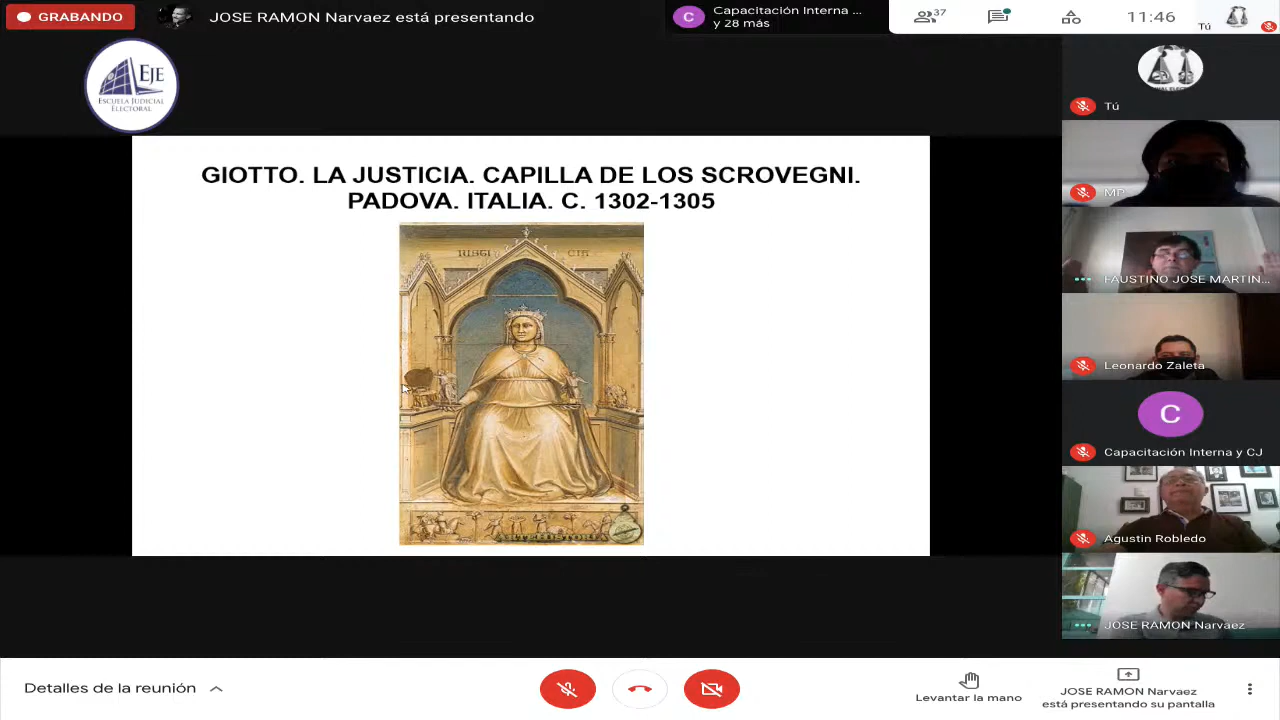 GRABANDO
JOSE RAMON Narvaez está presentando
C
Capacitación Interna ...
y 28 más
37
11:46
Tú
EJE
ESCUELA JUDICIAL
ELECTORAL
GIOTTO. LA JUSTICIA. CAPILLA DE LOS SCROVEGNI.
PADOVA. ITALIA. C. 1302-1305
Tú
MP
FAUSTINO JOSE MARTIN...
Leonardo Zaleta
C
Capacitación Interna y CJ
Agustin Robledo
JOSE RAMON Narvaez
Detalles de la reunión
Levantar la mano
JOSE RAMON Narvaez
está presentando su pantalla